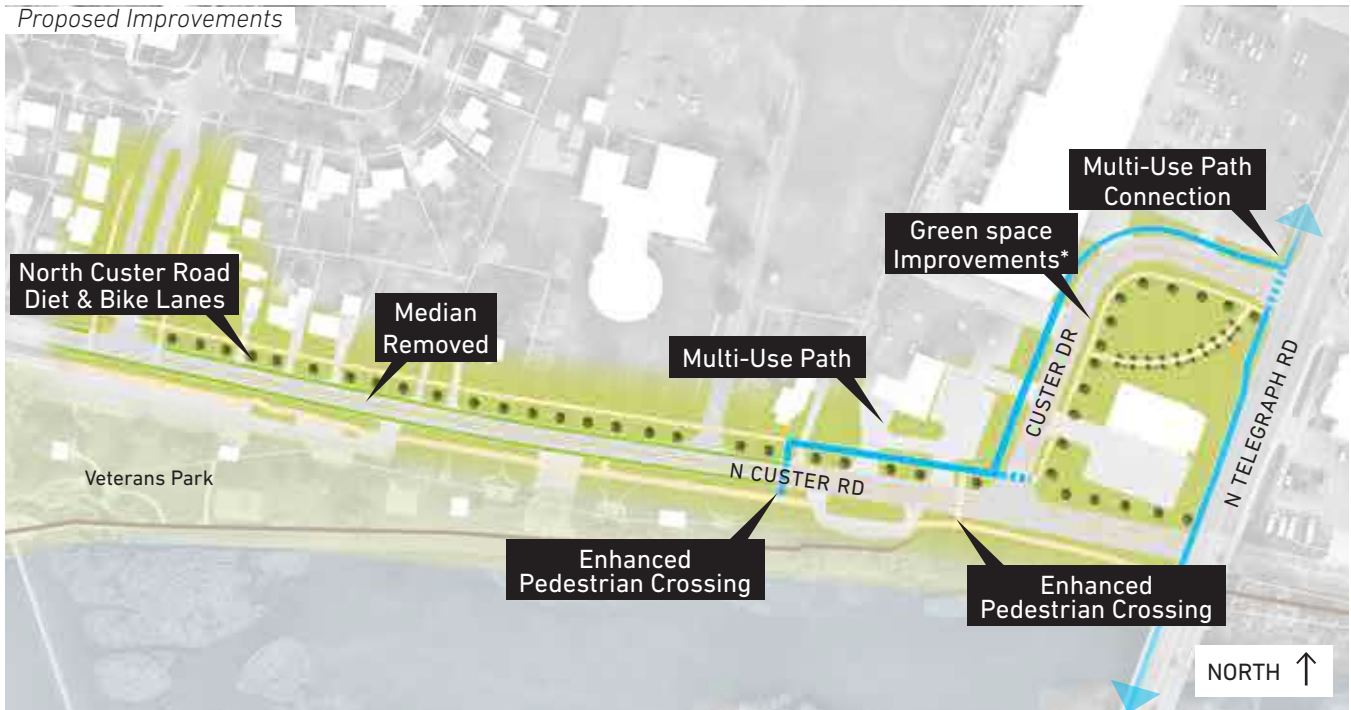 Proposed Improvements
Multi-Use Path
Connection
Green space
Improvements*
North Custer Road
Diet & Bike Lanes
Median
Removed
Multi-Use Path
CUSTER DR
N TELEGRAPH RD
N CUSTER RD
Veterans Park
Enhanced
Pedestrian Crossing
Enhanced
Pedestrian Crossing
NORTH ↑